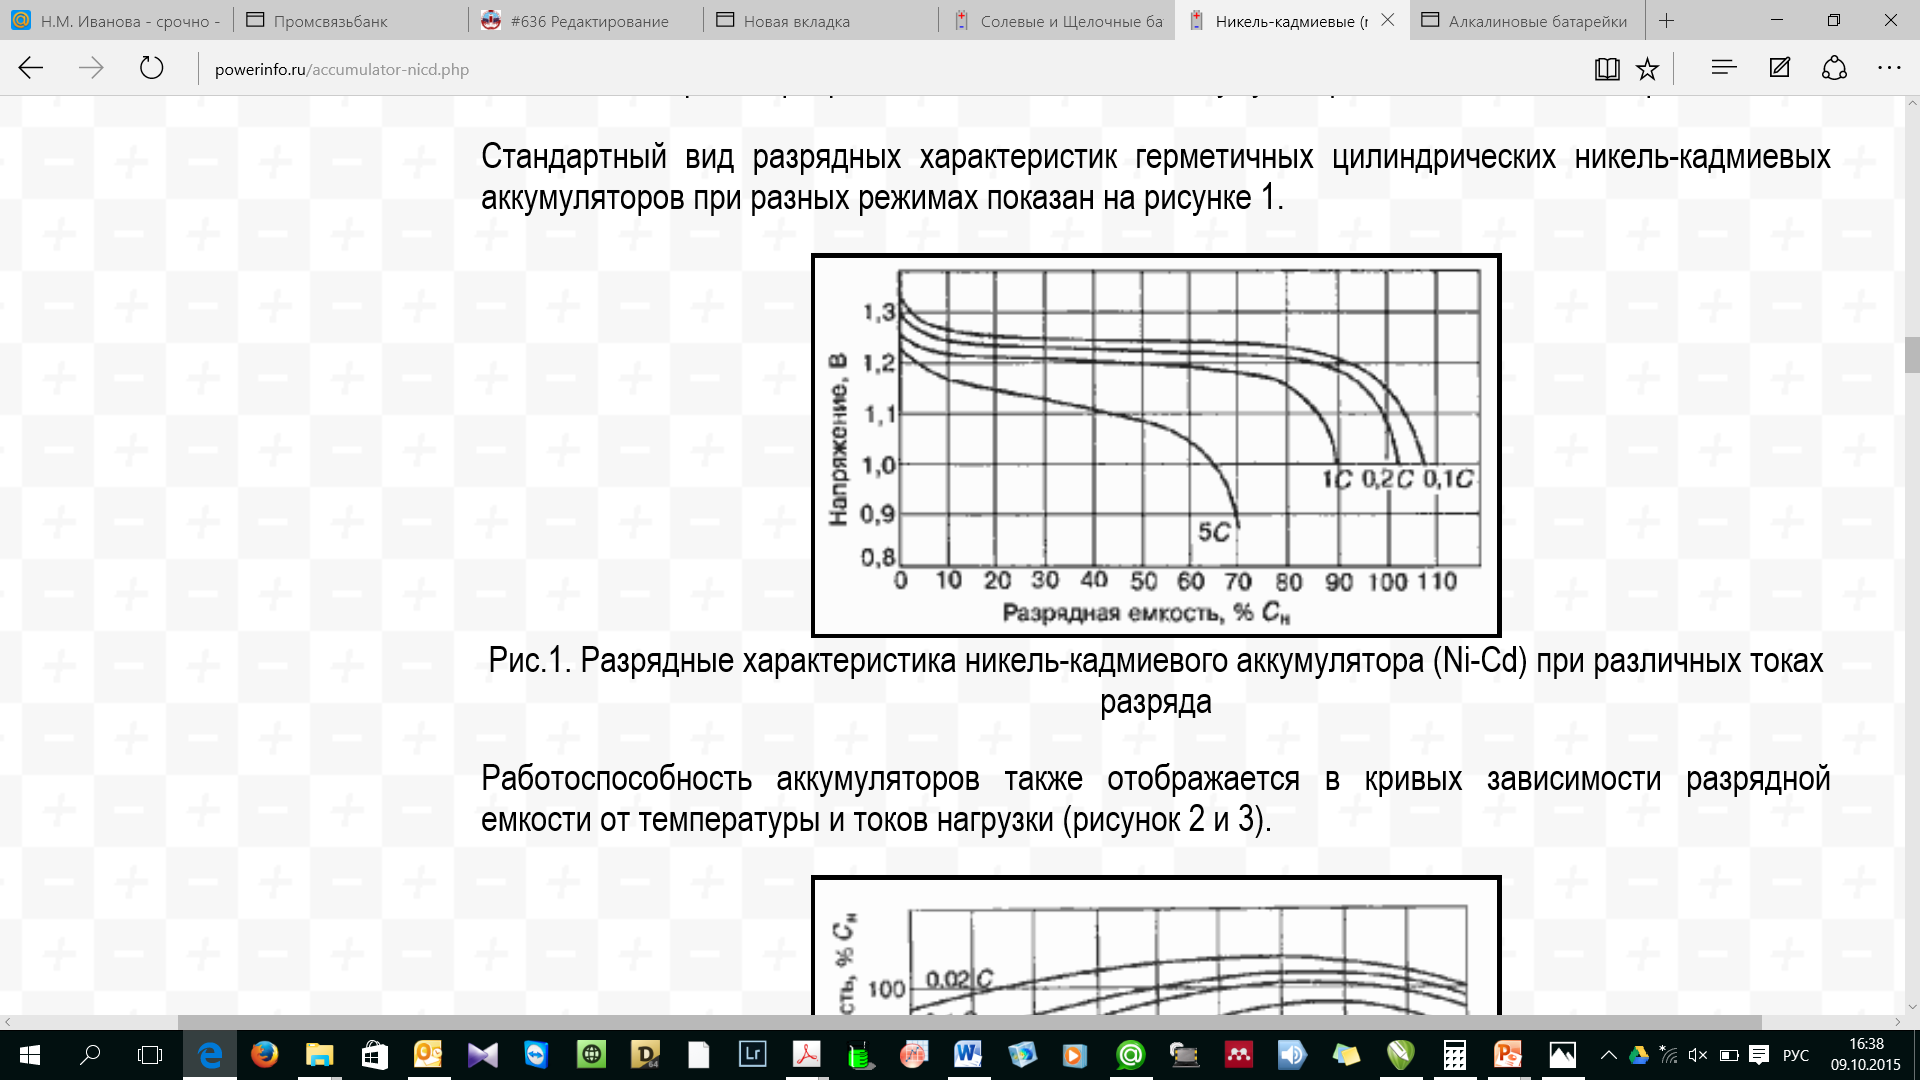 Н.М. Иванова - срочно -
Промсвязьбанк
#636 Редактирование
Новая вкладка
Солевые и Щелочные ба
Никель-кадмиевые (n
Алкалиновые батарейки
powerinfo.ru/accumulator-nicd.php
Стандартный вид разрядных характеристик герметичных цилиндрических никель-кадмиевых
аккумуляторов при разных режимах показан на рисунке 1.
Напряжение, В
1,3
1,2
1,1
1,0
0,9
0,8
1С 0,2С 0,1С
5С
0 10 20 30 40 50 60 70 80 90 100 110
Разрядная емкость, % Сн
Рис.1. Разрядные характеристика никель-кадмиевого аккумулятора (Ni-Cd) при различных токах
разряда
Работоспособность аккумуляторов также отображается в кривых зависимости разрядной
емкости от температуры и токов нагрузки (рисунок 2 и 3).
сть, % Сн
100
0,02 С
Lr
64
РУС
16:38
09.10.2015